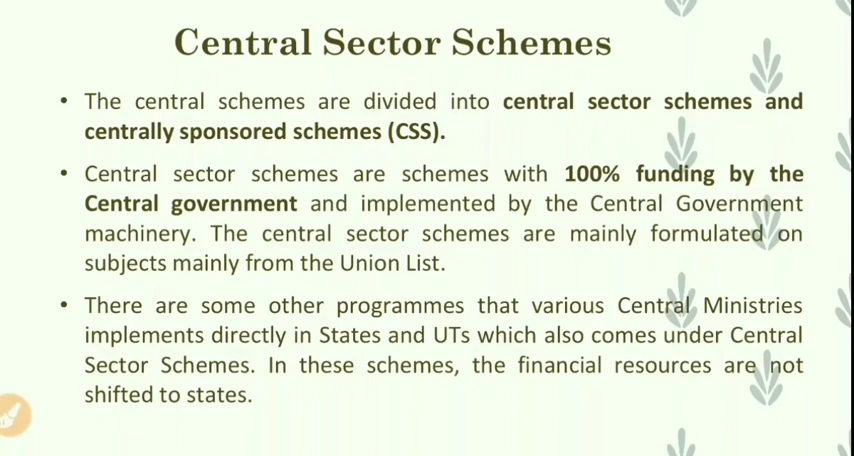 Central Sector Schemes
• The central schemes are divided into central sector schemes and
centrally sponsored schemes (CSS).
• Central sector schemes are schemes with 100% funding by the
Central government and implemented by the Central Government
machinery. The central sector schemes are mainly formulated on
subjects mainly from the Union List.
• There are some other programmes that various Central Ministries
implements directly in States and UTs which also comes under Central
Sector Schemes. In these schemes, the financial resources are not
shifted to states.